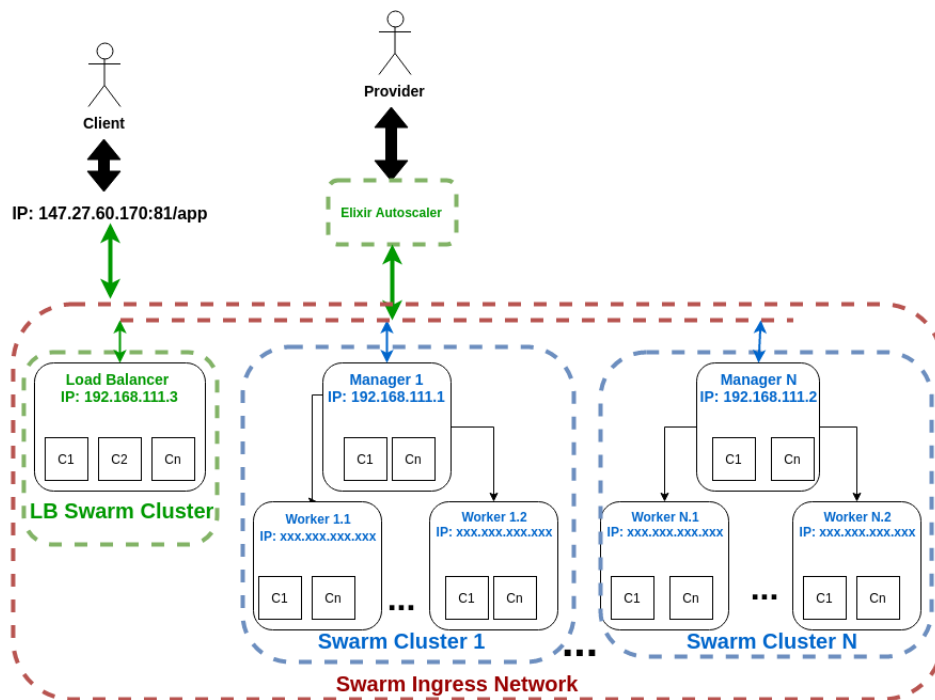 Client
Provider
IP: 147.27.60.170:81/app
Elixir Autoscaler
Load Balancer
IP: 192.168.111.3
C1
C2
Cn
LB Swarm Cluster
Manager 1
IP: 192.168.111.1
C1
Cn
Worker 1.1
IP: xxx.xxx.xxx.xxx
C1
Cn
...
Worker 1.2
IP: xxx.xxx.xxx.xxx
C1
Cn
Swarm Cluster 1
...
Manager N
IP: 192.168.111.2
C1
Cn
Worker N.1
IP: xxx.xxx.xxx.xxx
C1
Cn
...
Worker N.2
IP: xxx.xxx.xxx.xxx
C1
Cn
Swarm Cluster N
Swarm Ingress Network